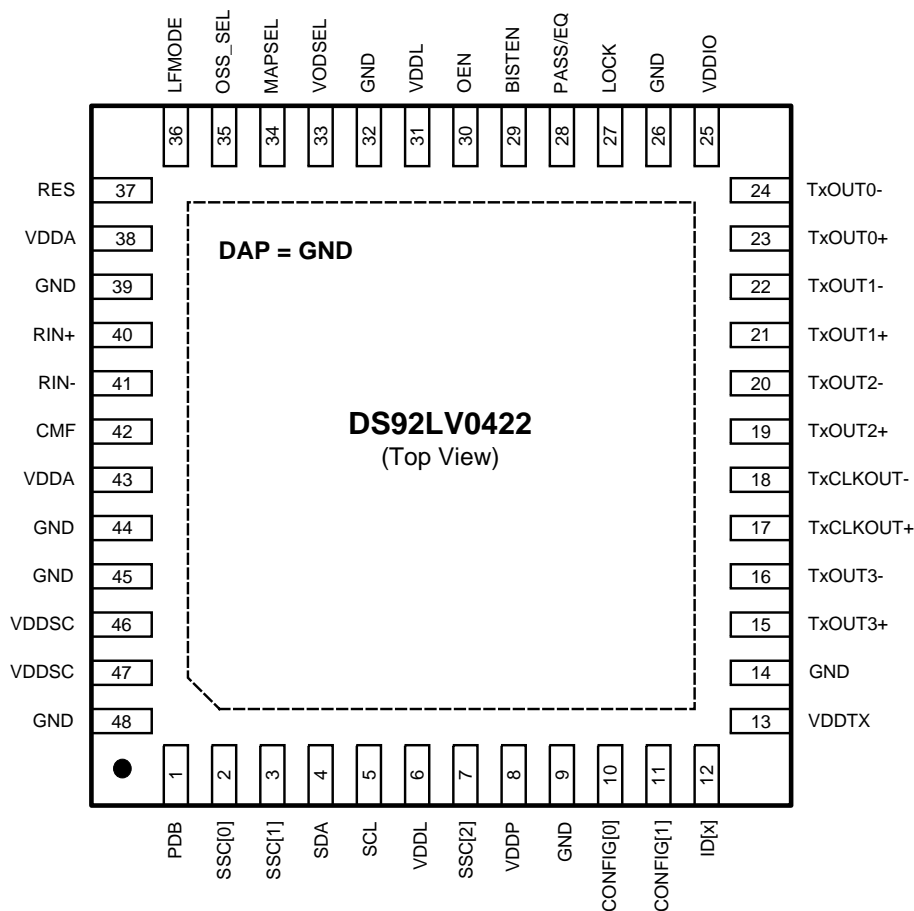 LFMODE
OSS_SEL
MAPSEL
VODSEL
GND
VDDL
OEN
BISTEN
PASS/EQ
LOCK
GND
VDDIO
36
35
34
33
32
31
30
29
28
27
26
25
RES 37
VDDA 38
GND 39
RIN+ 40
RIN- 41
CMF 42
VDDA 43
GND 44
GND 45
VDDSC 46
VDDSC 47
GND 48
DAP = GND
DS92LV0422
(Top View)
24 TxOUT0-
23 TxOUT0+
22 TxOUT1-
21 TxOUT1+
20 TxOUT2-
19 TxOUT2+
18 TxCLKOUT-
17 TxCLKOUT+
16 TxOUT3-
15 TxOUT3+
14 GND
13 VDDTX
1
2
3
4
5
6
7
8
9
10
11
12
PDB
SSC[0]
SSC[1]
SDA
SCL
VDDL
SSC[2]
VDDP
GND
CONFIG[0]
CONFIG[1]
ID[x]